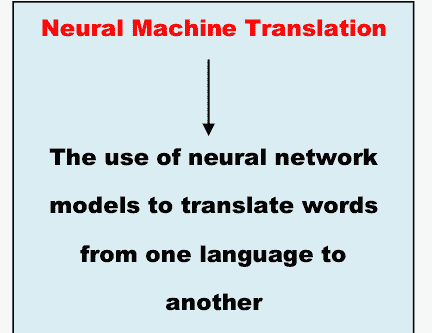 Neural Machine Translation
The use of neural network
models to translate words
from one language to
another